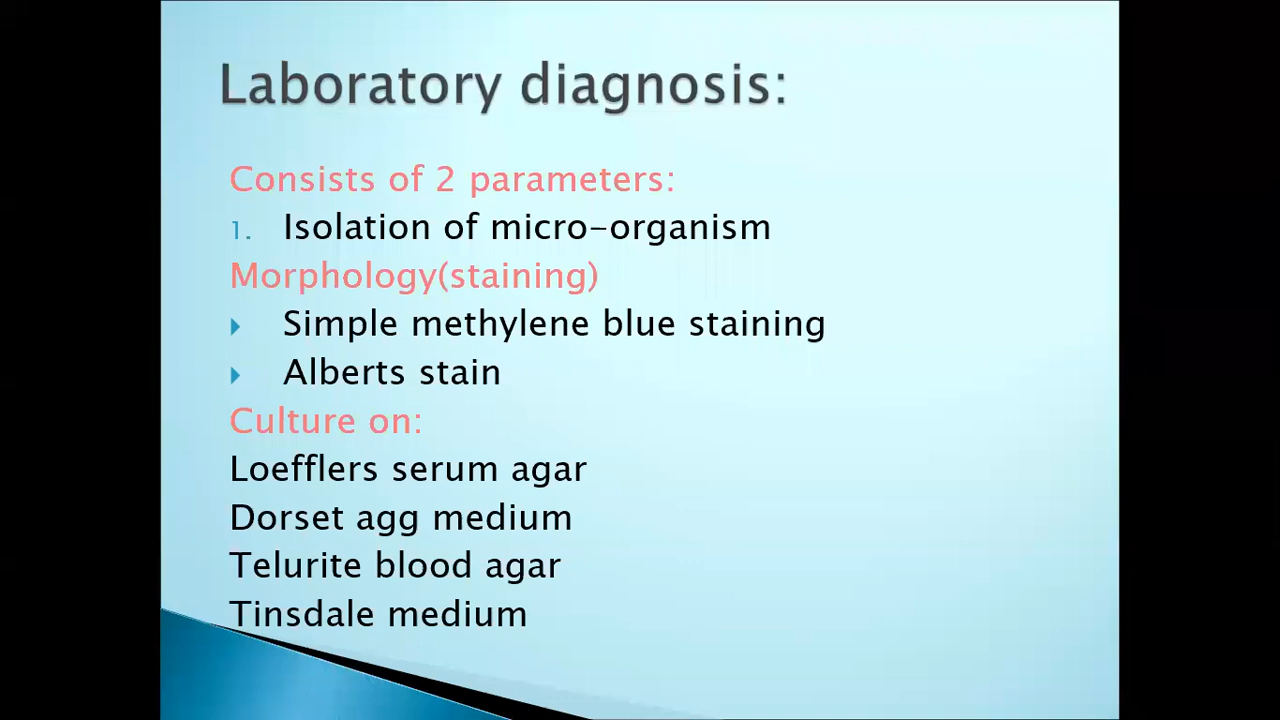 Laboratory diagnosis:
Consists of 2 parameters:
1. Isolation of micro-organism
Morphology(staining)
Simple methylene blue staining
Alberts stain
Culture on:
Loefflers serum agar
Dorset agg medium
Telurite blood agar
Tinsdale medium